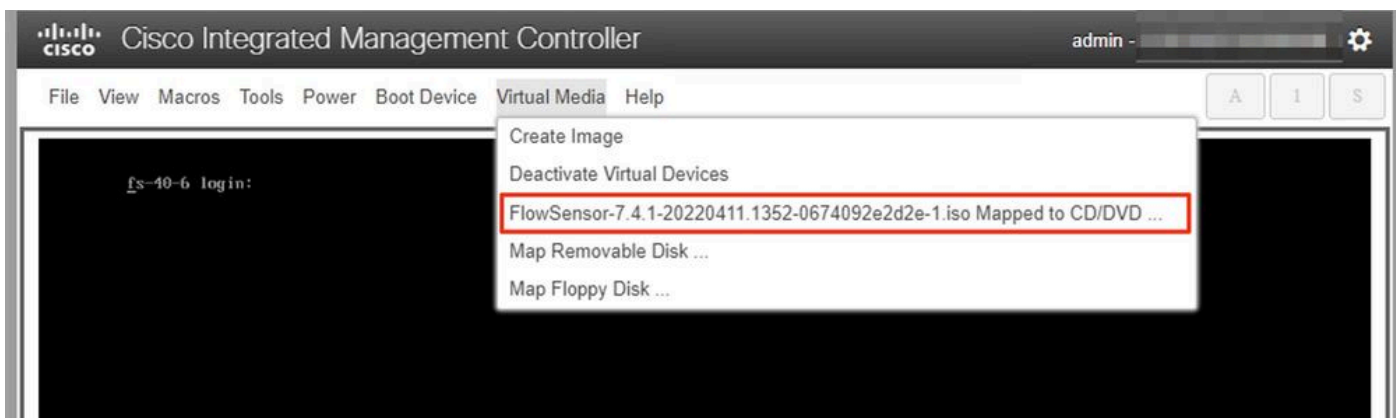 CISCO Cisco Integrated Management Controller admin -
File View Macros Tools Power Boot Device Virtual Media Help A 1 S
Create Image
fs-40-6 login:
Deactivate Virtual Devices
FlowSensor-7.4.1-20220411.1352-0674092e2d2e-1.iso Mapped to CD/DVD ...
Map Removable Disk ...
Map Floppy Disk ...